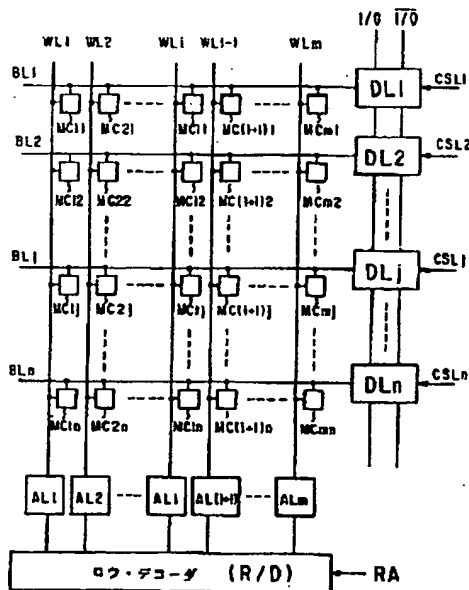 I/O I/O
WL1 WL2 WLi WLi-1 WLm
BL1 DL1 CSL1
MC11 MC21 MCi1 MC(i+1)1 MCm1
BL2 DL2 CSL2
MC12 MC22 MCi2 MC(i+1)2 MCm2
BLj DLj CSLj
MC1j MC2j MCij MC(i+1)j MCmj
BLn DLn CSLn
MC1n MC2n MCin MC(i+1)n MCmn
AL1 AL2 ALi AL(i+1) ALm
ロウ・デコーダ (R/D) RA